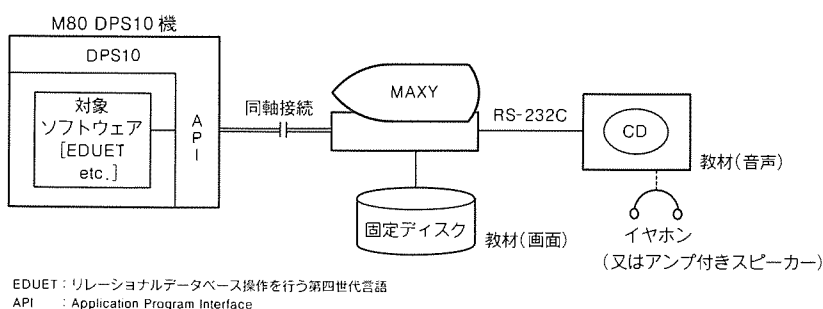 M80 DPS10 機
DPS10
対象
ソフトウェア
[EDUET
etc.]
API
同軸接続
MAXY
RS-232C
CD
教材(音声)
固定ディスク
教材(画面)
イヤホン
(又はアンプ付きスピーカー)
EDUET:リレーショナルデータベース操作を行う第四世代言語
API :Application Program Interface